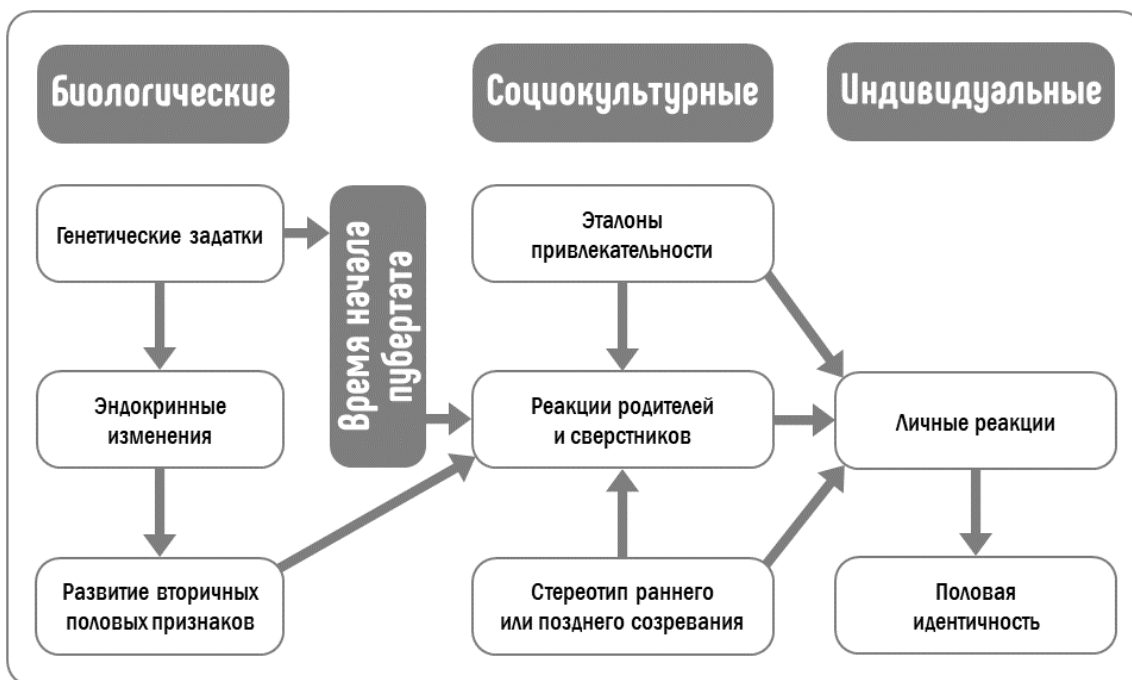 Биологические
Социокультурные
Индивидуальные
Генетические задатки
Время начала
пубертата
Эталоны
привлекательности
Эндокринные
изменения
Реакции родителей
и сверстников
Личные реакции
Развитие вторичных
половых признаков
Стереотип раннего
или позднего созревания
Половая
идентичность